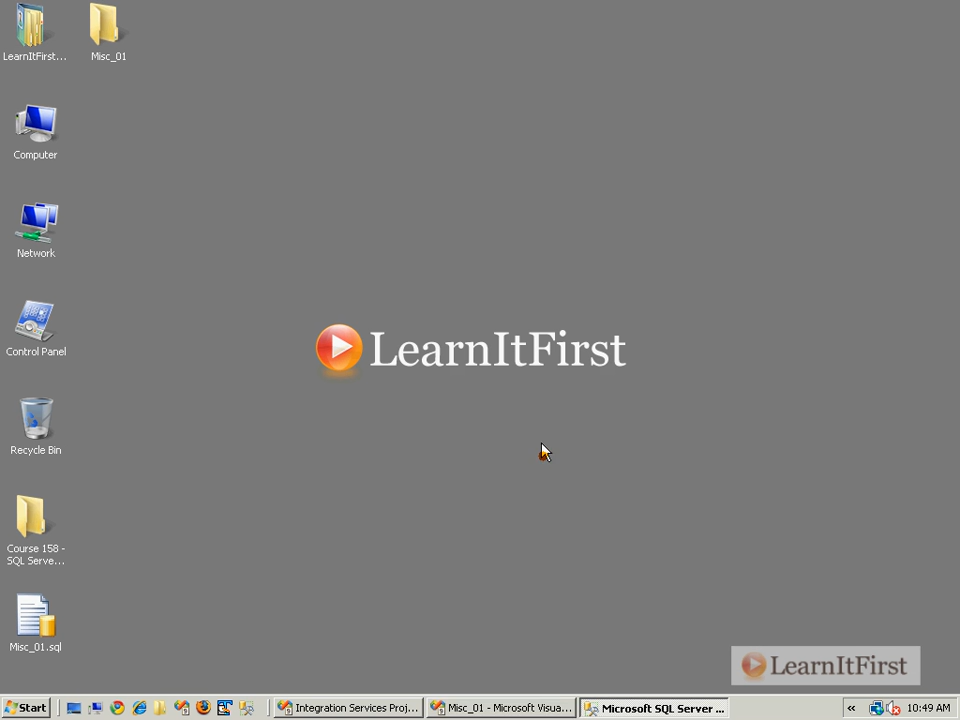 LearnItFirst...
Misc_01
Computer
Network
Control Panel
Recycle Bin
Course 158 -
SQL Serve...
Misc_01.sql
LearnItFirst
LearnItFirst
Start
Integration Services Proj...
Misc_01 - Microsoft Visua...
Microsoft SQL Server ...
«
10:49 AM